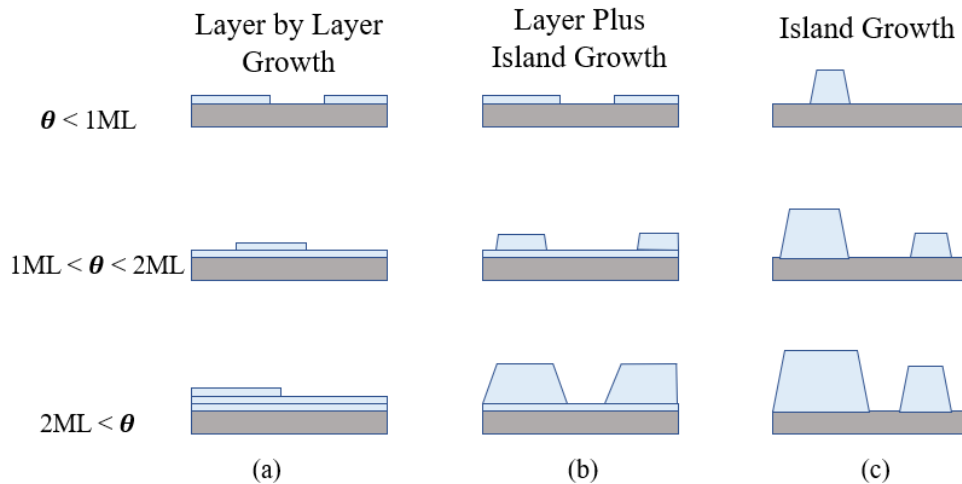 Layer by Layer
Growth
Layer Plus
Island Growth
Island Growth
θ < 1ML
1ML < θ < 2ML
2ML < θ
(a)
(b)
(c)